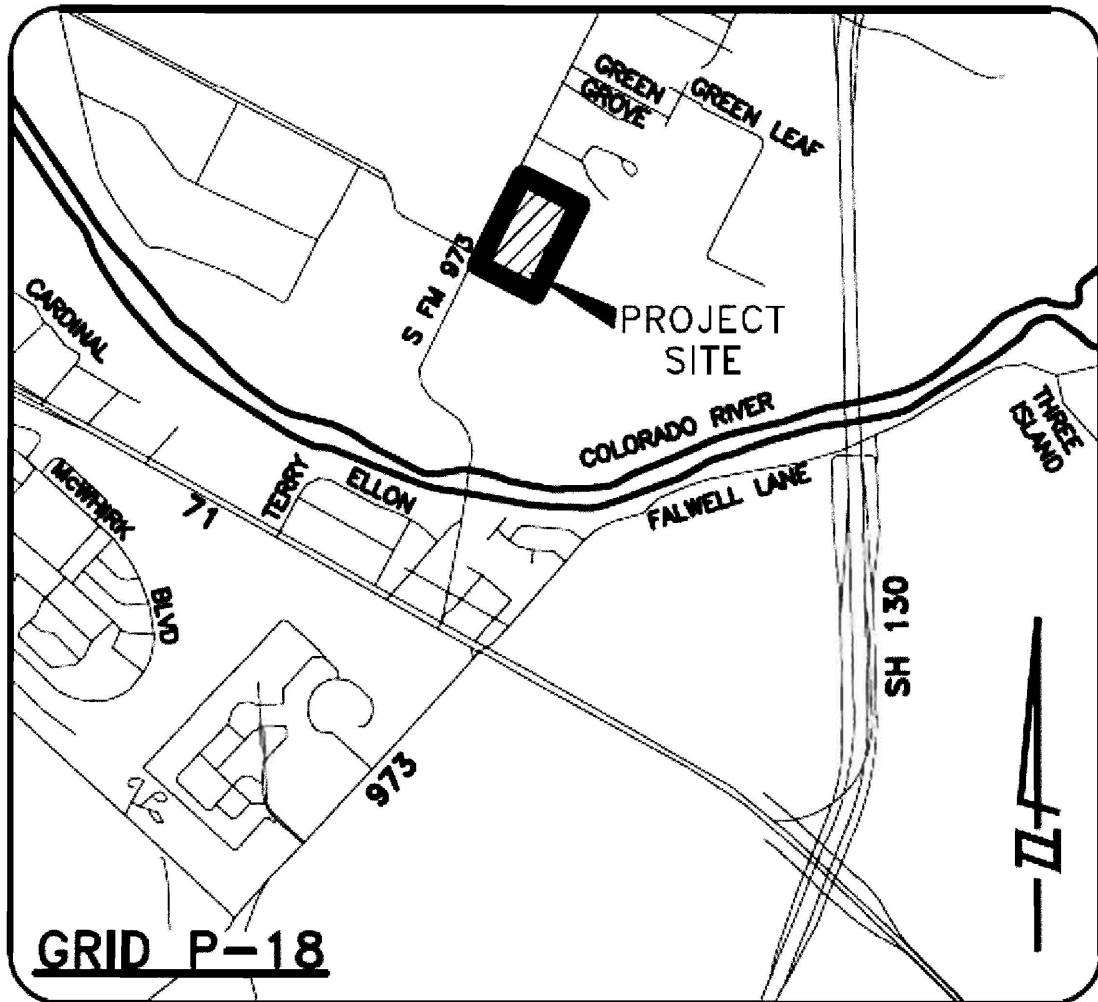 GREEN
GROVE
GREEN LEAF
S FM 973
PROJECT
SITE
CARDINAL
COLORADO RIVER
THREE
ISLAND
TERRY
ELLON
McWHIRK
BLVD
71
FALWELL LANE
SH 130
973
N
GRID P-18